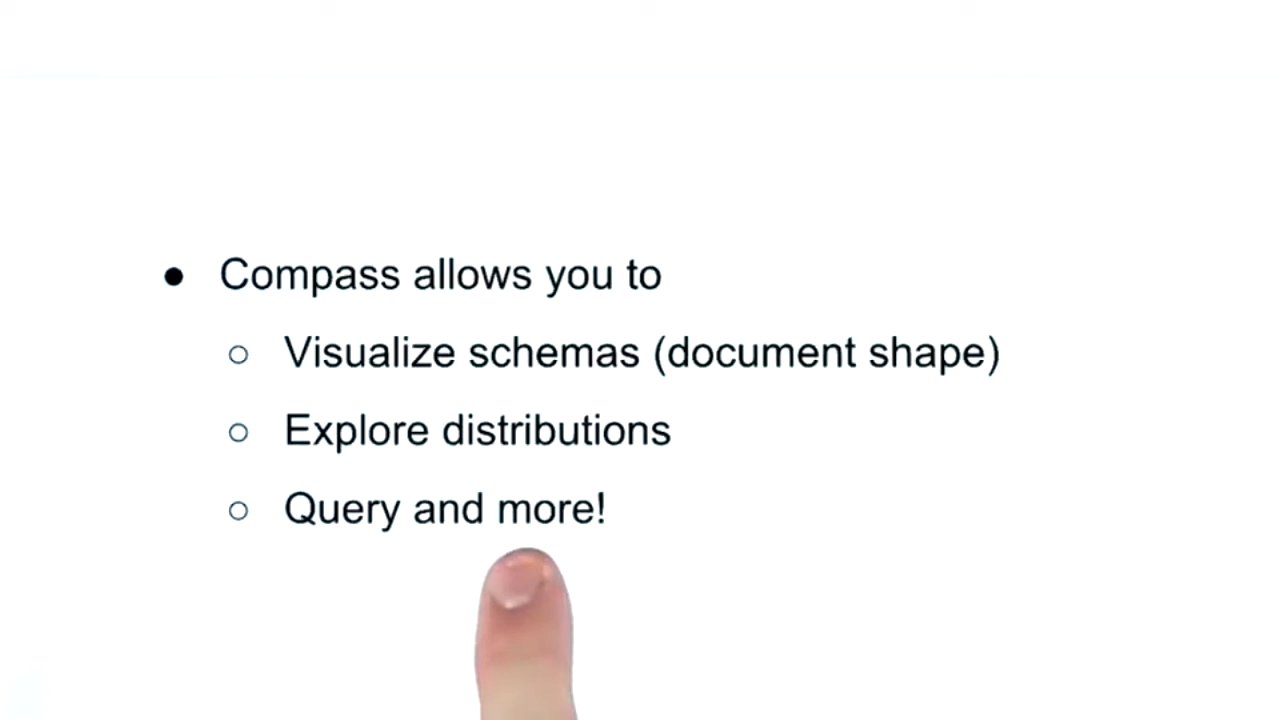 ● Compass allows you to
○ Visualize schemas (document shape)
○ Explore distributions
○ Query and more!